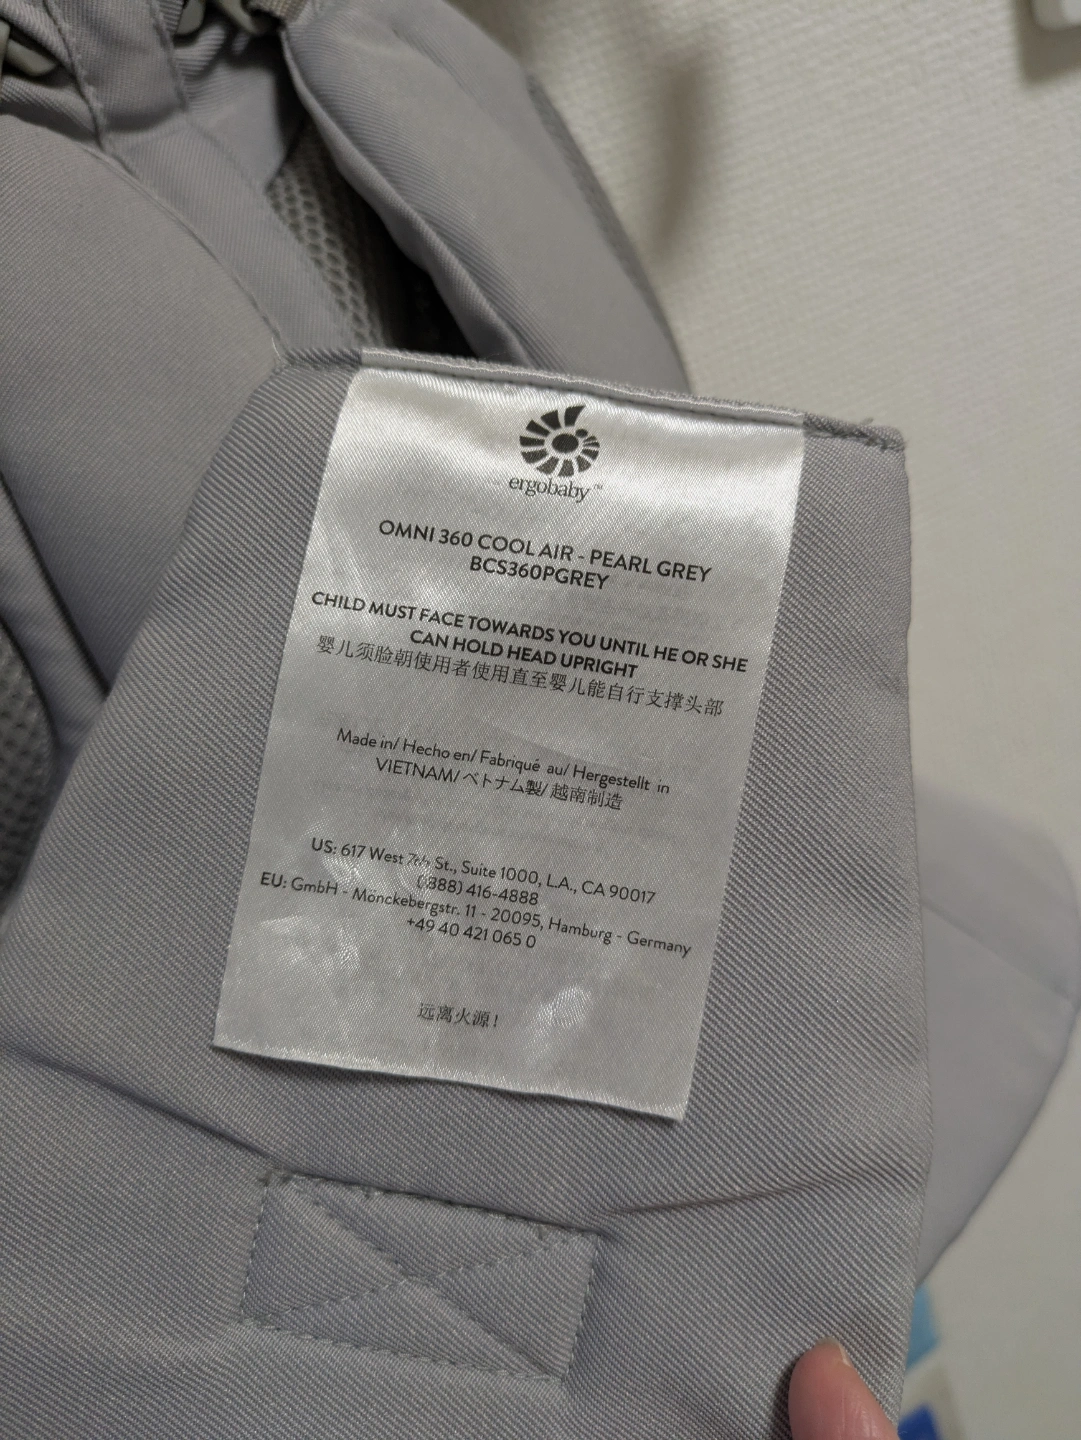 ergobaby™
OMNI 360 COOL AIR - PEARL GREY
BCS360PGREY
CHILD MUST FACE TOWARDS YOU UNTIL HE OR SHE
CAN HOLD HEAD UPRIGHT
婴儿须脸朝使用者使用直至婴儿能自行支撑头部
Made in/ Hecho en/ Fabriqué au/ Hergestellt in
VIETNAM/ベトナム製/越南制造
US: 617 West 7th St., Suite 1000, L.A., CA 90017
(888) 416-4888
EU: GmbH - Mönckebergstr. 11 - 20095, Hamburg - Germany
+49 40 421 065 0
远离火源!